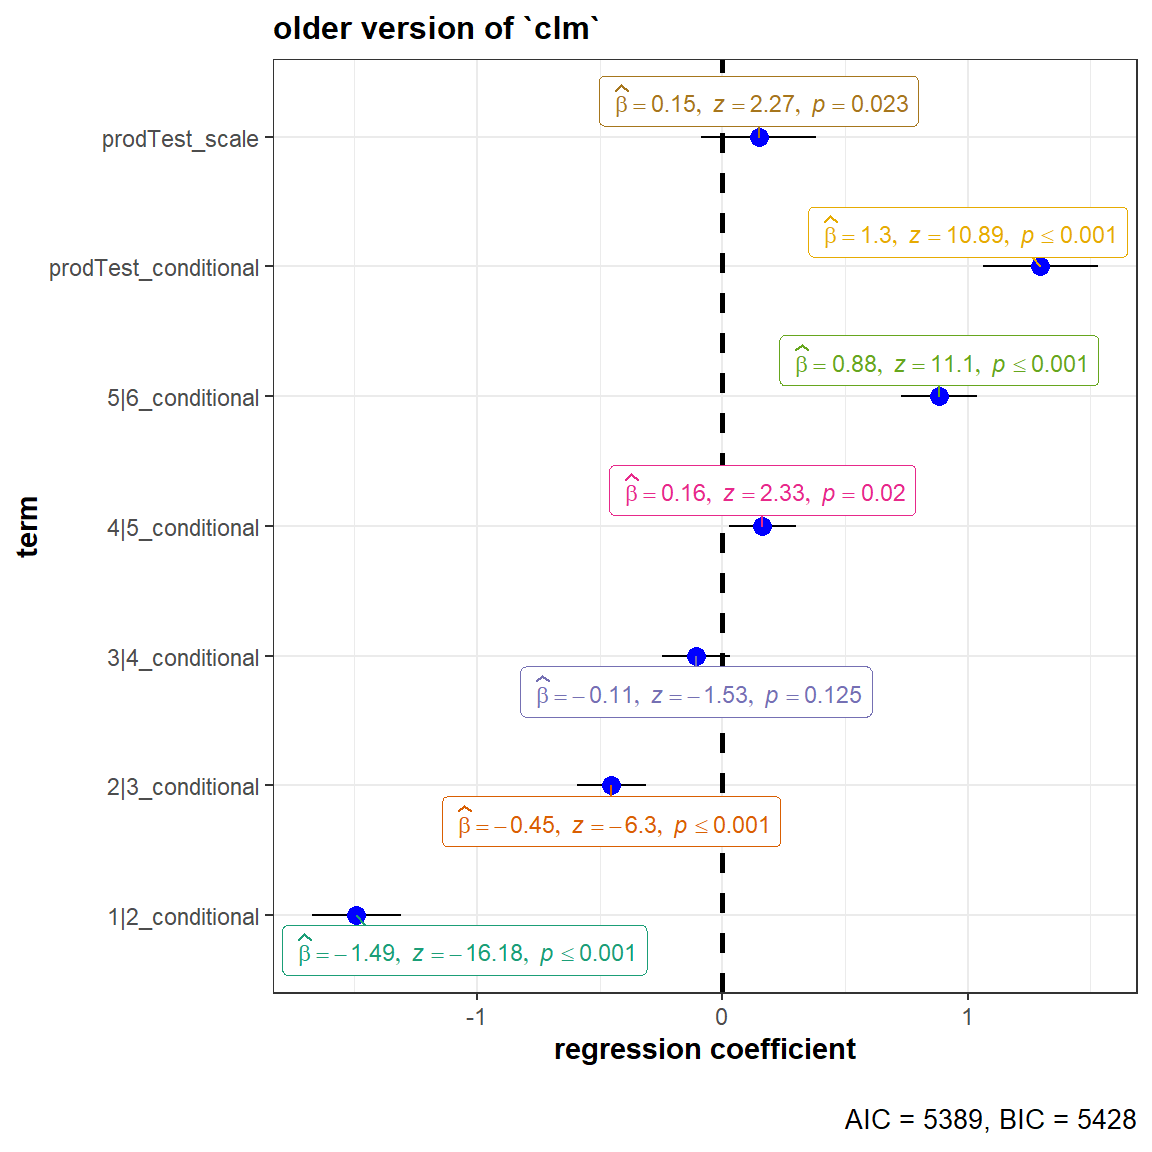 older version of `clm`
prodTest_scale
β̂ = 0.15, z = 2.27, p = 0.023
prodTest_conditional
β̂ = 1.3, z = 10.89, p ≤ 0.001
5|6_conditional
β̂ = 0.88, z = 11.1, p ≤ 0.001
4|5_conditional
β̂ = 0.16, z = 2.33, p = 0.02
term
3|4_conditional
β̂ = −0.11, z = −1.53, p = 0.125
2|3_conditional
β̂ = −0.45, z = −6.3, p ≤ 0.001
1|2_conditional
β̂ = −1.49, z = −16.18, p ≤ 0.001
-1 0 1
regression coefficient
AIC = 5389, BIC = 5428